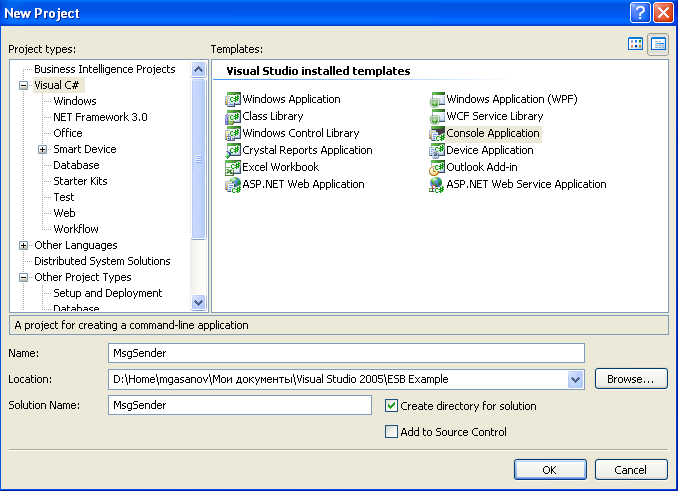 New Project
Project types:
Templates:
Business Intelligence Projects
Visual C#
Windows
NET Framework 3.0
Office
Smart Device
Database
Starter Kits
Test
Web
Workflow
Other Languages
Distributed System Solutions
Other Project Types
Setup and Deployment
Database
Visual Studio installed templates
Windows Application
Windows Application (WPF)
Class Library
WCF Service Library
Windows Control Library
Console Application
Crystal Reports Application
Device Application
Excel Workbook
Outlook Add-in
ASP.NET Web Application
ASP.NET Web Service Application
A project for creating a command-line application
Name:
MsgSender
Location:
D:\Home\mgasanov\Мои документы\Visual Studio 2005\ESB Example
Browse...
Solution Name:
MsgSender
Create directory for solution
Add to Source Control
OK
Cancel